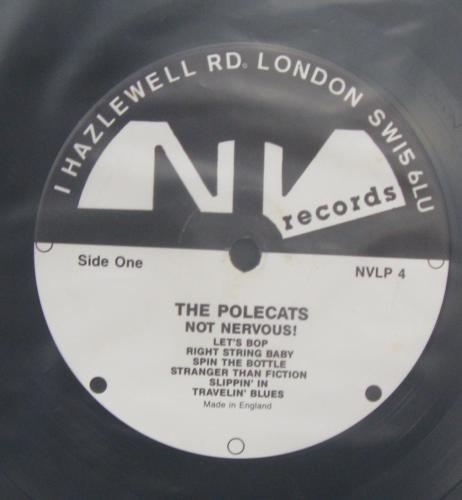 1 HAZLEWELL RD. LONDON SW15 6LU
NV
records
Side One
NVLP 4
THE POLECATS
NOT NERVOUS!
LET'S BOP
RIGHT STRING BABY
SPIN THE BOTTLE
STRANGER THAN FICTION
SLIPPIN' IN
TRAVELIN' BLUES
Made in England